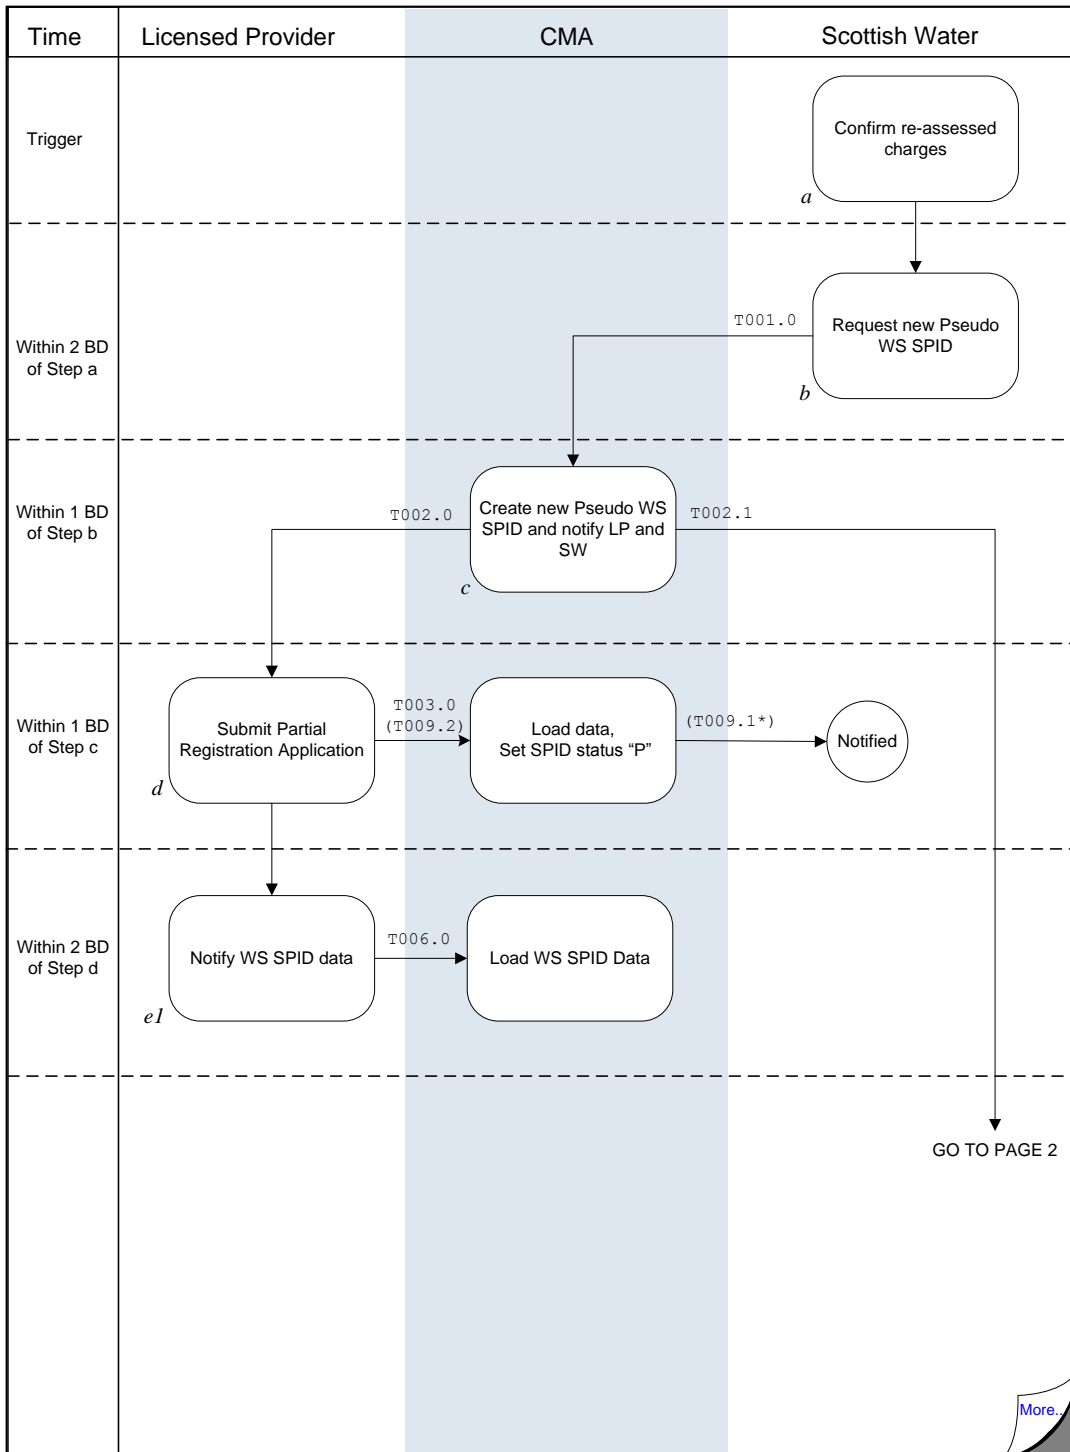 Time
Licensed Provider
CMA
Scottish Water
Trigger
Confirm re-assessed
charges
a
Within 2 BD
of Step a
T001.0
Request new Pseudo
WS SPID
b
Within 1 BD
of Step b
T002.0
Create new Pseudo WS
SPID and notify LP and
SW
T002.1
c
Within 1 BD
of Step c
Submit Partial
Registration Application
T003.0
(T009.2)
Load data,
Set SPID status “P”
(T009.1*)
Notified
d
Within 2 BD
of Step d
Notify WS SPID data
T006.0
Load WS SPID Data
e1
GO TO PAGE 2
More..